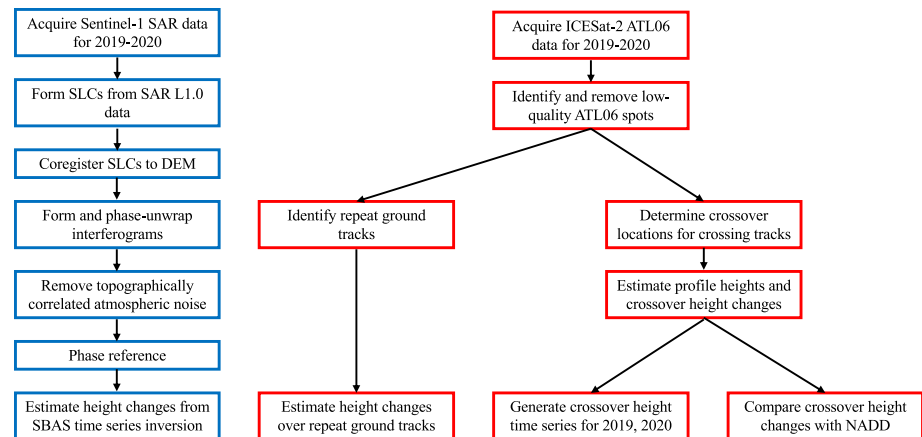 Acquire Sentinel-1 SAR data
for 2019-2020
Form SLCs from SAR L1.0
data
Coregister SLCs to DEM
Form and phase-unwrap
interferograms
Remove topographically
correlated atmospheric noise
Phase reference
Estimate height changes from
SBAS time series inversion
Acquire ICESat-2 ATL06
data for 2019-2020
Identify and remove low-
quality ATL06 spots
Identify repeat ground
tracks
Estimate height changes
over repeat ground tracks
Determine crossover
locations for crossing tracks
Estimate profile heights and
crossover height changes
Generate crossover height
time series for 2019, 2020
Compare crossover height
changes with NADD